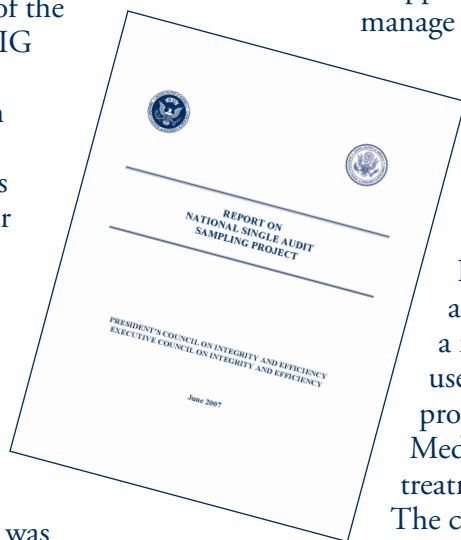 of the
IG
s
r
was
REPORT ON
NATIONAL SINGLE AUDIT
SAMPLING PROJECT
PRESIDENT'S COUNCIL ON INTEGRITY AND EFFICIENCY
EXECUTIVE COUNCIL ON INTEGRITY AND EFFICIENCY
June 2007
manage
a
a
use
pro
Med
treatr
The c